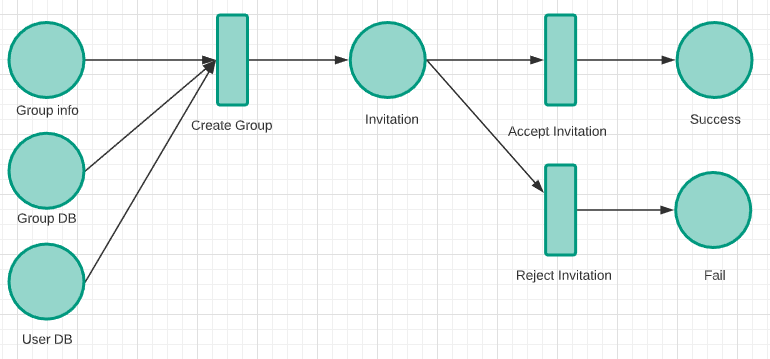 Group info
Create Group
Invitation
Accept Invitation
Success
Group DB
Reject Invitation
Fail
User DB